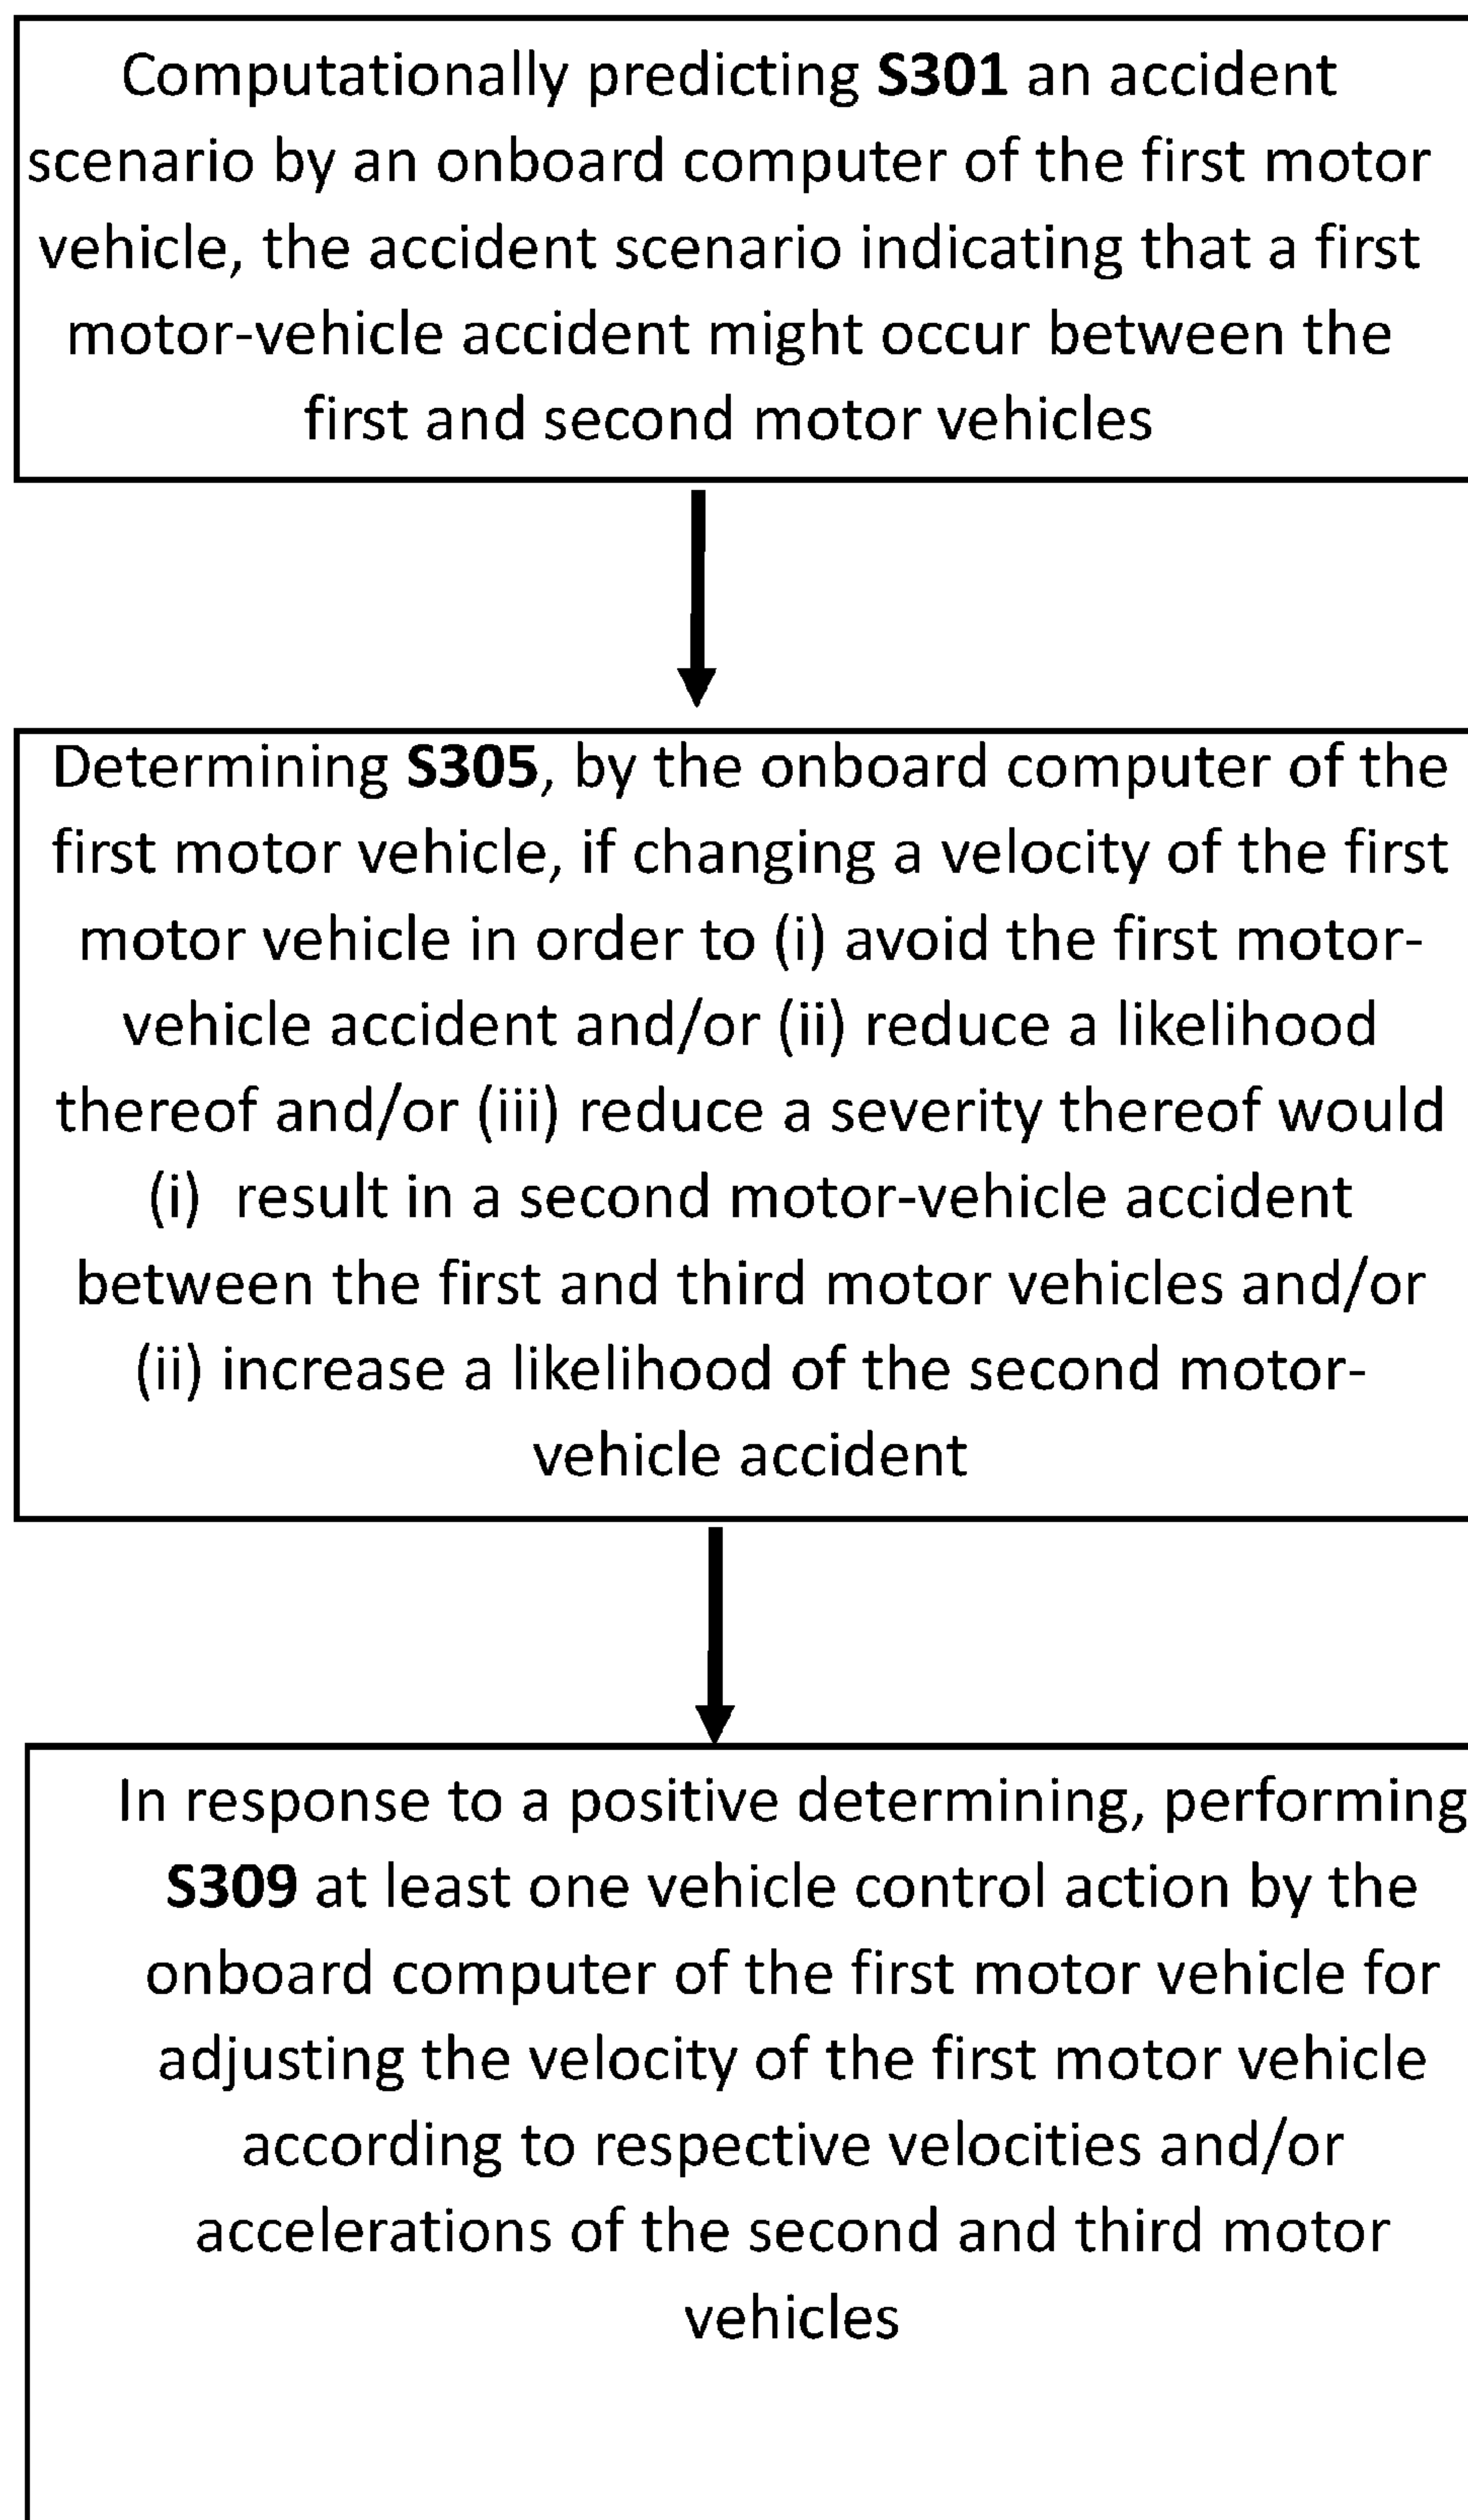 Computationally predicting S301 an accident
scenario by an onboard computer of the first motor
vehicle, the accident scenario indicating that a first
motor-vehicle accident might occur between the
first and second motor vehicles
Determining S305, by the onboard computer of the
first motor vehicle, if changing a velocity of the first
motor vehicle in order to (i) avoid the first motor-
vehicle accident and/or (ii) reduce a likelihood
thereof and/or (iii) reduce a severity thereof would
(i) result in a second motor-vehicle accident
between the first and third motor vehicles and/or
(ii) increase a likelihood of the second motor-
vehicle accident
In response to a positive determining, performing
S309 at least one vehicle control action by the
onboard computer of the first motor vehicle for
adjusting the velocity of the first motor vehicle
according to respective velocities and/or
accelerations of the second and third motor
vehicles